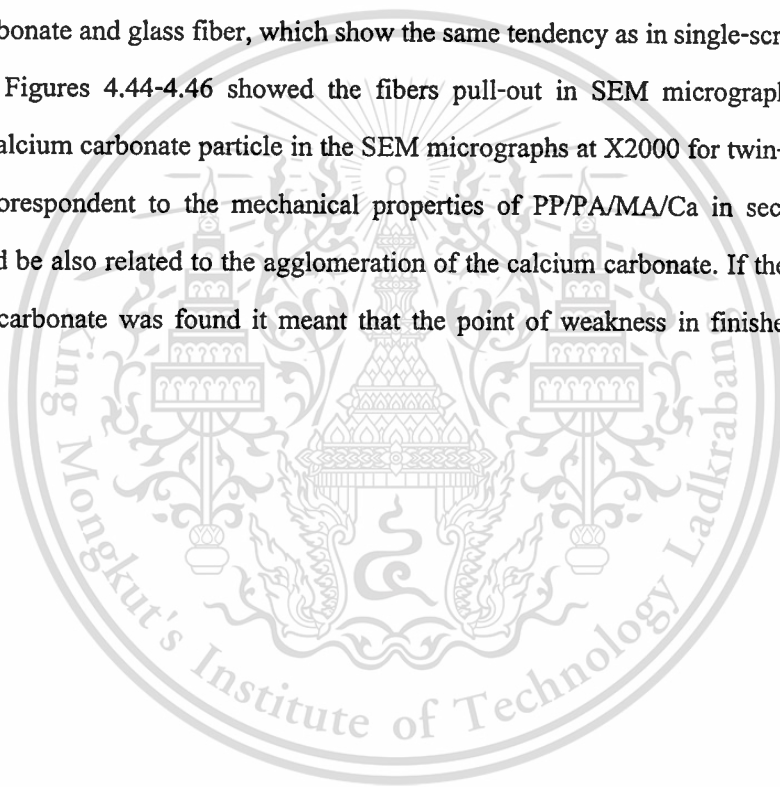 bonate and glass fiber, which show the same tendency as in single-scr
Figures 4.44-4.46 showed the fibers pull-out in SEM micrograpl
alcium carbonate particle in the SEM micrographs at X2000 for twin-
orespondent to the mechanical properties of PP/PA/MA/Ca in sec
d be also related to the agglomeration of the calcium carbonate. If the
carbonate was found it meant that the point of weakness in finishe
King Mongkut's Institute of Technology Ladkraban